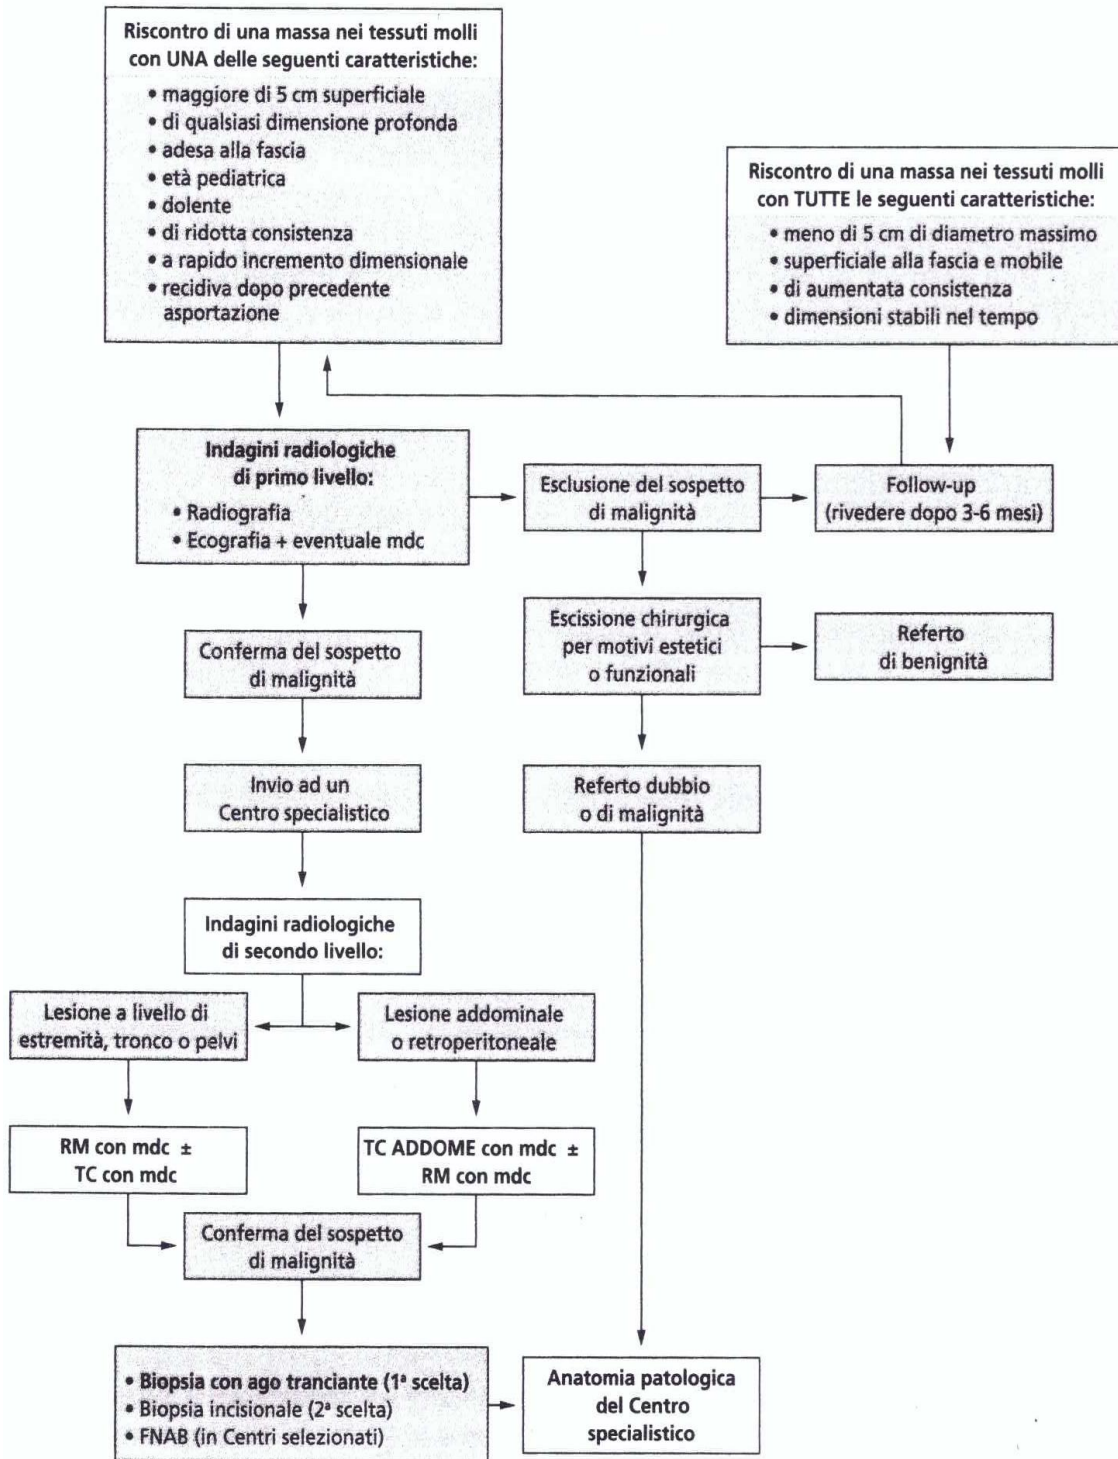 Riscontro di una massa nei tessuti molli
con UNA delle seguenti caratteristiche:
• maggiore di 5 cm superficiale
• di qualsiasi dimensione profonda
• adesa alla fascia
• età pediatrica
• dolente
• di ridotta consistenza
• a rapido incremento dimensionale
• recidiva dopo precedente
asportazione
Riscontro di una massa nei tessuti molli
con TUTTE le seguenti caratteristiche:
• meno di 5 cm di diametro massimo
• superficiale alla fascia e mobile
• di aumentata consistenza
• dimensioni stabili nel tempo
Indagini radiologiche
di primo livello:
• Radiografia
• Ecografia + eventuale mdc
Esclusione del sospetto
di malignità
Follow-up
(rivedere dopo 3-6 mesi)
Conferma del sospetto
di malignità
Escissione chirurgica
per motivi estetici
o funzionali
Referto
di benignità
Invio ad un
Centro specialistico
Referto dubbio
o di malignità
Indagini radiologiche
di secondo livello:
Lesione a livello di
estremità, tronco o pelvi
Lesione addominale
o retroperitoneale
RM con mdc ±
TC con mdc
TC ADDOME con mdc ±
RM con mdc
Conferma del sospetto
di malignità
• Biopsia con ago tranciante (1ª scelta)
• Biopsia incisionale (2ª scelta)
• FNAB (in Centri selezionati)
Anatomia patologica
del Centro
specialistico